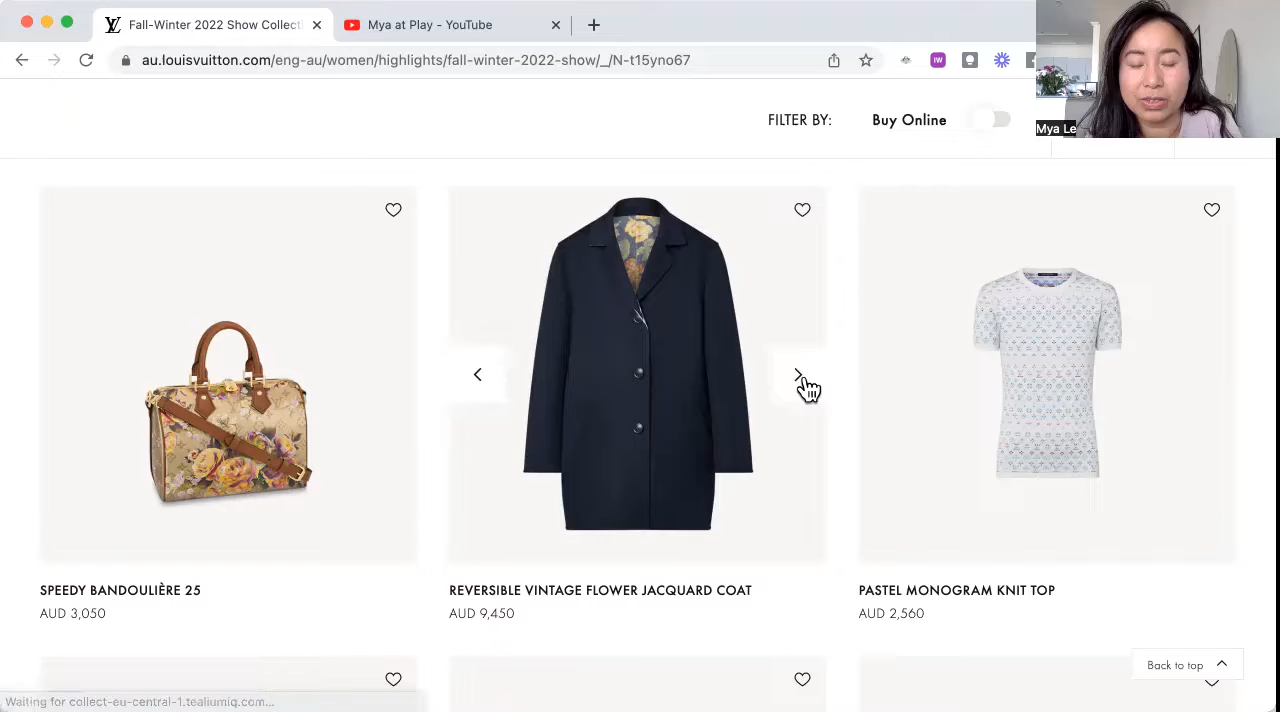 Fall-Winter 2022 Show Collecti
Mya at Play - YouTube
au.louisvuitton.com/eng-au/women/highlights/fall-winter-2022-show/_/N-t15yno67
IW
FILTER BY:
Buy Online
Mya Le
SPEEDY BANDOULIÈRE 25
AUD 3,050
REVERSIBLE VINTAGE FLOWER JACQUARD COAT
AUD 9,450
PASTEL MONOGRAM KNIT TOP
AUD 2,560
Back to top
Waiting for collect-eu-central-1.tealiumiq.com...